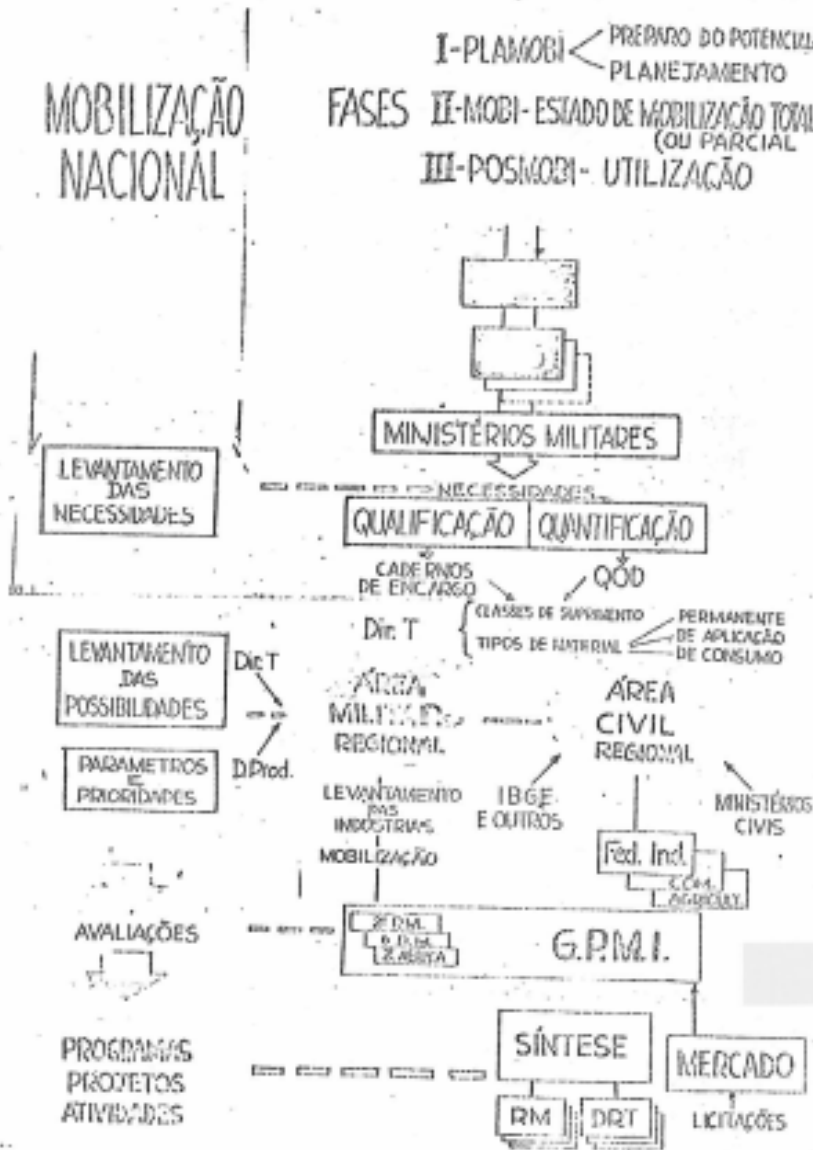 I-PLAMOBI
PREPARO DO POTENCIAL
PLANEJAMENTO
MOBILIZAÇÃO
NACIONAL
FASES II-MOBI-ESTADO DE MOBILIZAÇÃO TOTAL
(OU PARCIAL
III-POSMOBI-UTILIZAÇÃO
MINISTÉRIOS MILITARES
LEVANTAMENTO
DAS
NECESSIDADES
NECESSIDADES
QUALIFICAÇÃO
QUANTIFICAÇÃO
CADERNOS
DE ENCARGO
QOD
Dir. T
CLASSES DE SUPRIMENTO
TIPOS DE MATERIAL
PERMANENTE
DE APLICAÇÃO
DE CONSUMO
LEVANTAMENTO
DAS
POSSIBILIDADES
Dir. T
ÁREA
MILITAR
REGIONAL
ÁREA
CIVIL
REGIONAL
PARAMETROS
E
PRIORIDADES
D.Prod.
LEVANTAMENTO
DAS
INDÚSTRIAS
MOBILIZAÇÃO
IBGE
E OUTROS
MINISTÉRIOS
CIVIS
Fed. Ind.
COM.
AGRICULT.
AVALIAÇÕES
G.P.M.I.
PROGRAMAS
PROJETOS
ATIVIDADES
SÍNTESE
MERCADO
RM
DRT
LICITAÇÕES